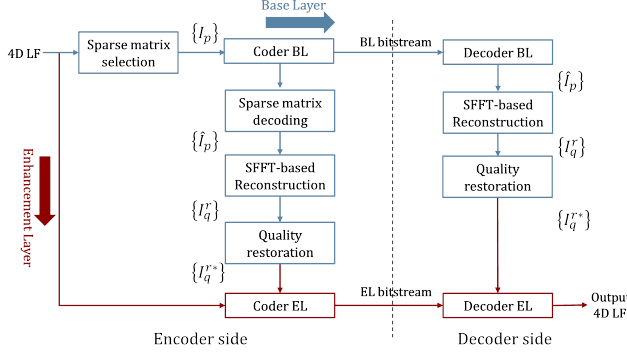 Base Layer
4D LF
Sparse matrix
selection
{I_p}
Coder BL
BL bitstream
Decoder BL
Sparse matrix
decoding
{Î_p}
SFFT-based
Reconstruction
{I_q^r}
Quality
restoration
{I_q^{r*}}
Coder EL
EL bitstream
{Î_p}
SFFT-based
Reconstruction
{I_q^r}
Quality
restoration
{I_q^{r*}}
Decoder EL
Output
4D LF
Enhancement Layer
Encoder side
Decoder side